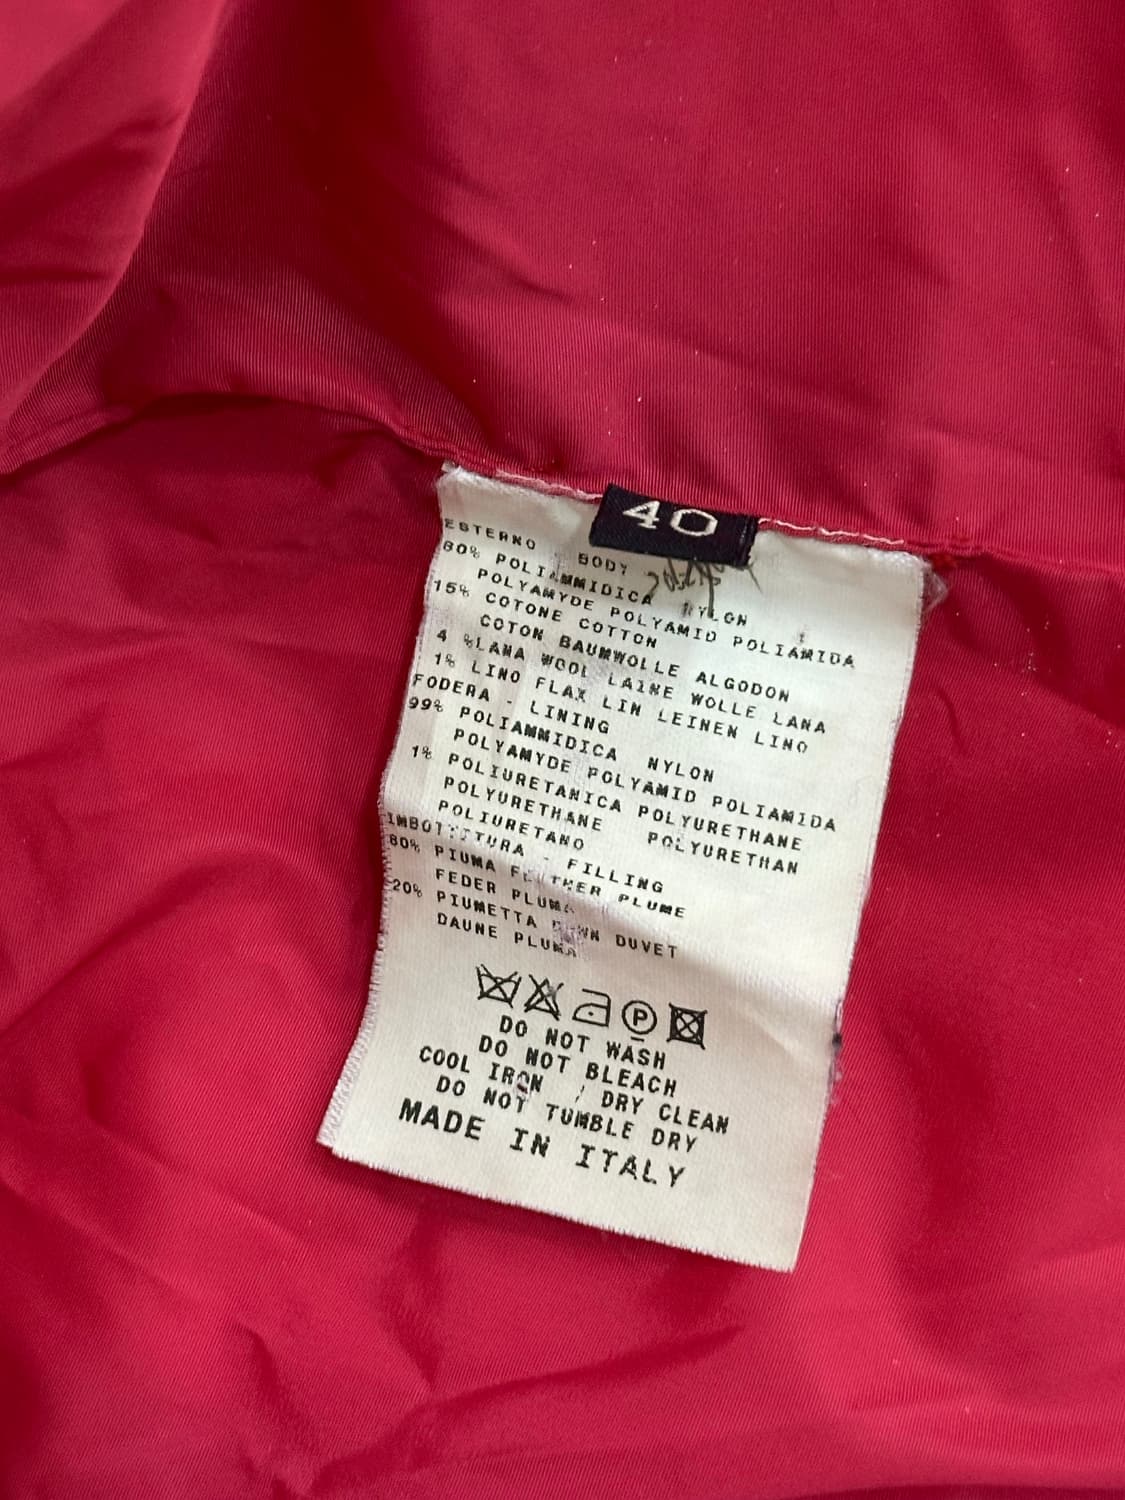 40
ESTERNO - BODY
80% POLIAMMIDICA NYLON
POLYAMYDE POLYAMID POLIAMIDA
15% COTONE COTTON
COTON BAUMWOLLE ALGODON
4 %LANA WOOL LAINE WOLLE LANA
1% LINO FLAX LIN LEINEN LINO
FODERA - LINING
99% POLIAMMIDICA NYLON
POLYAMYDE POLYAMID POLIAMIDA
1% POLIURETANICA POLYURETHANE
POLYURETHANE POLYURETHAN
POLIURETANO
IMBOTTITURA - FILLING
80% PIUMA FEATHER PLUME
FEDER PLUMA
20% PIUMETTA DOWN DUVET
DAUNE PLUMA
P
DO NOT WASH
DO NOT BLEACH
COOL IRON / DRY CLEAN
DO NOT TUMBLE DRY
MADE IN ITALY